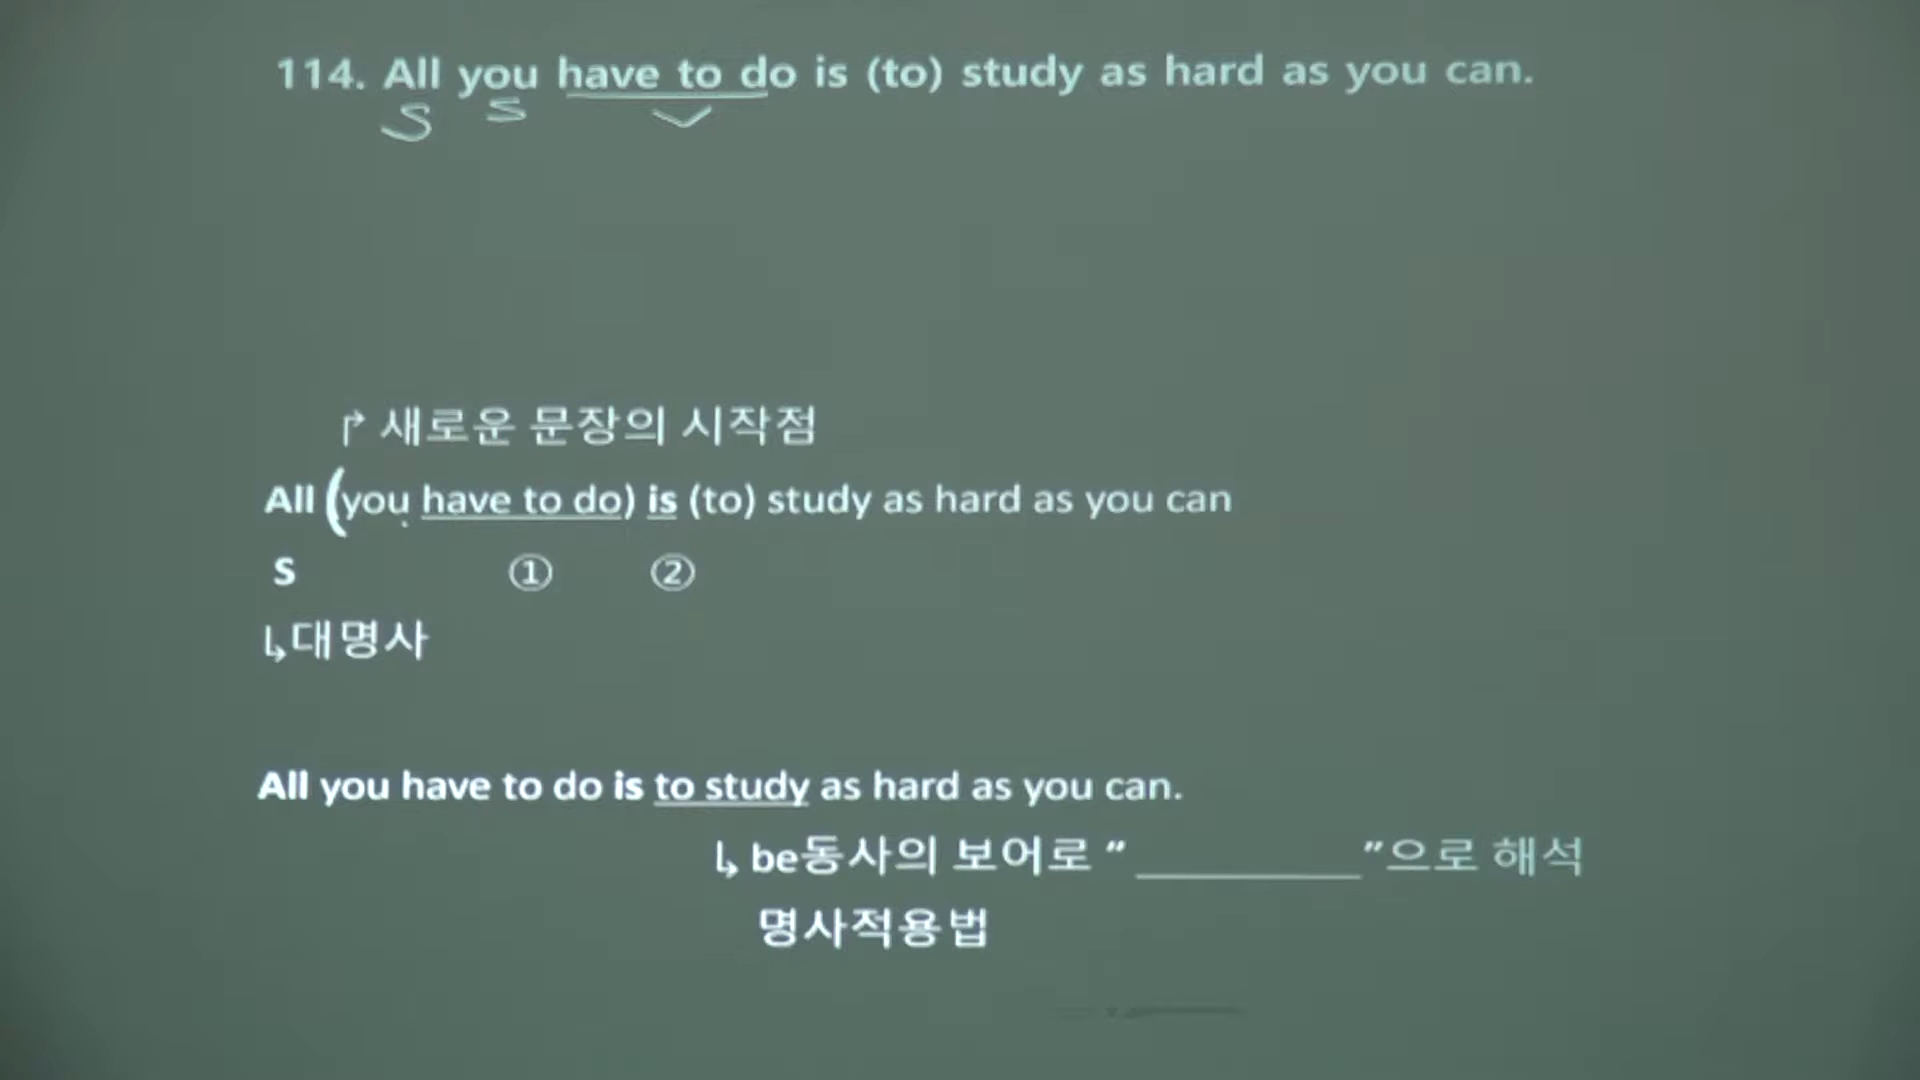 114. All you have to do is (to) study as hard as you can.
S S V
↱ 새로운 문장의 시작점
All (you have to do) is (to) study as hard as you can
S ① ②
↳대명사
All you have to do is to study as hard as you can.
↳ be동사의 보어로 “__________”으로 해석
명사적용법